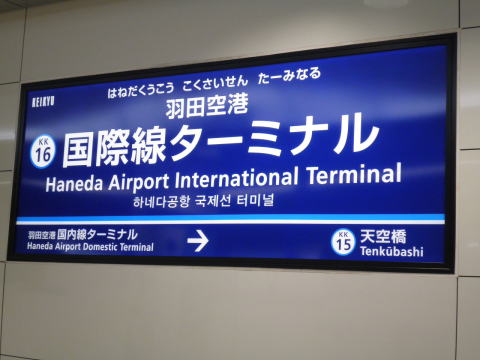 KEIKYU
はねだくうこう こくさいせん たーみなる
羽田空港
KK
16
国際線ターミナル
Haneda Airport International Terminal
하네다공항 국제선 터미널
羽田空港 国内線ターミナル
Haneda Airport Domestic Terminal
→
KK
15
天空橋
Tenkūbashi